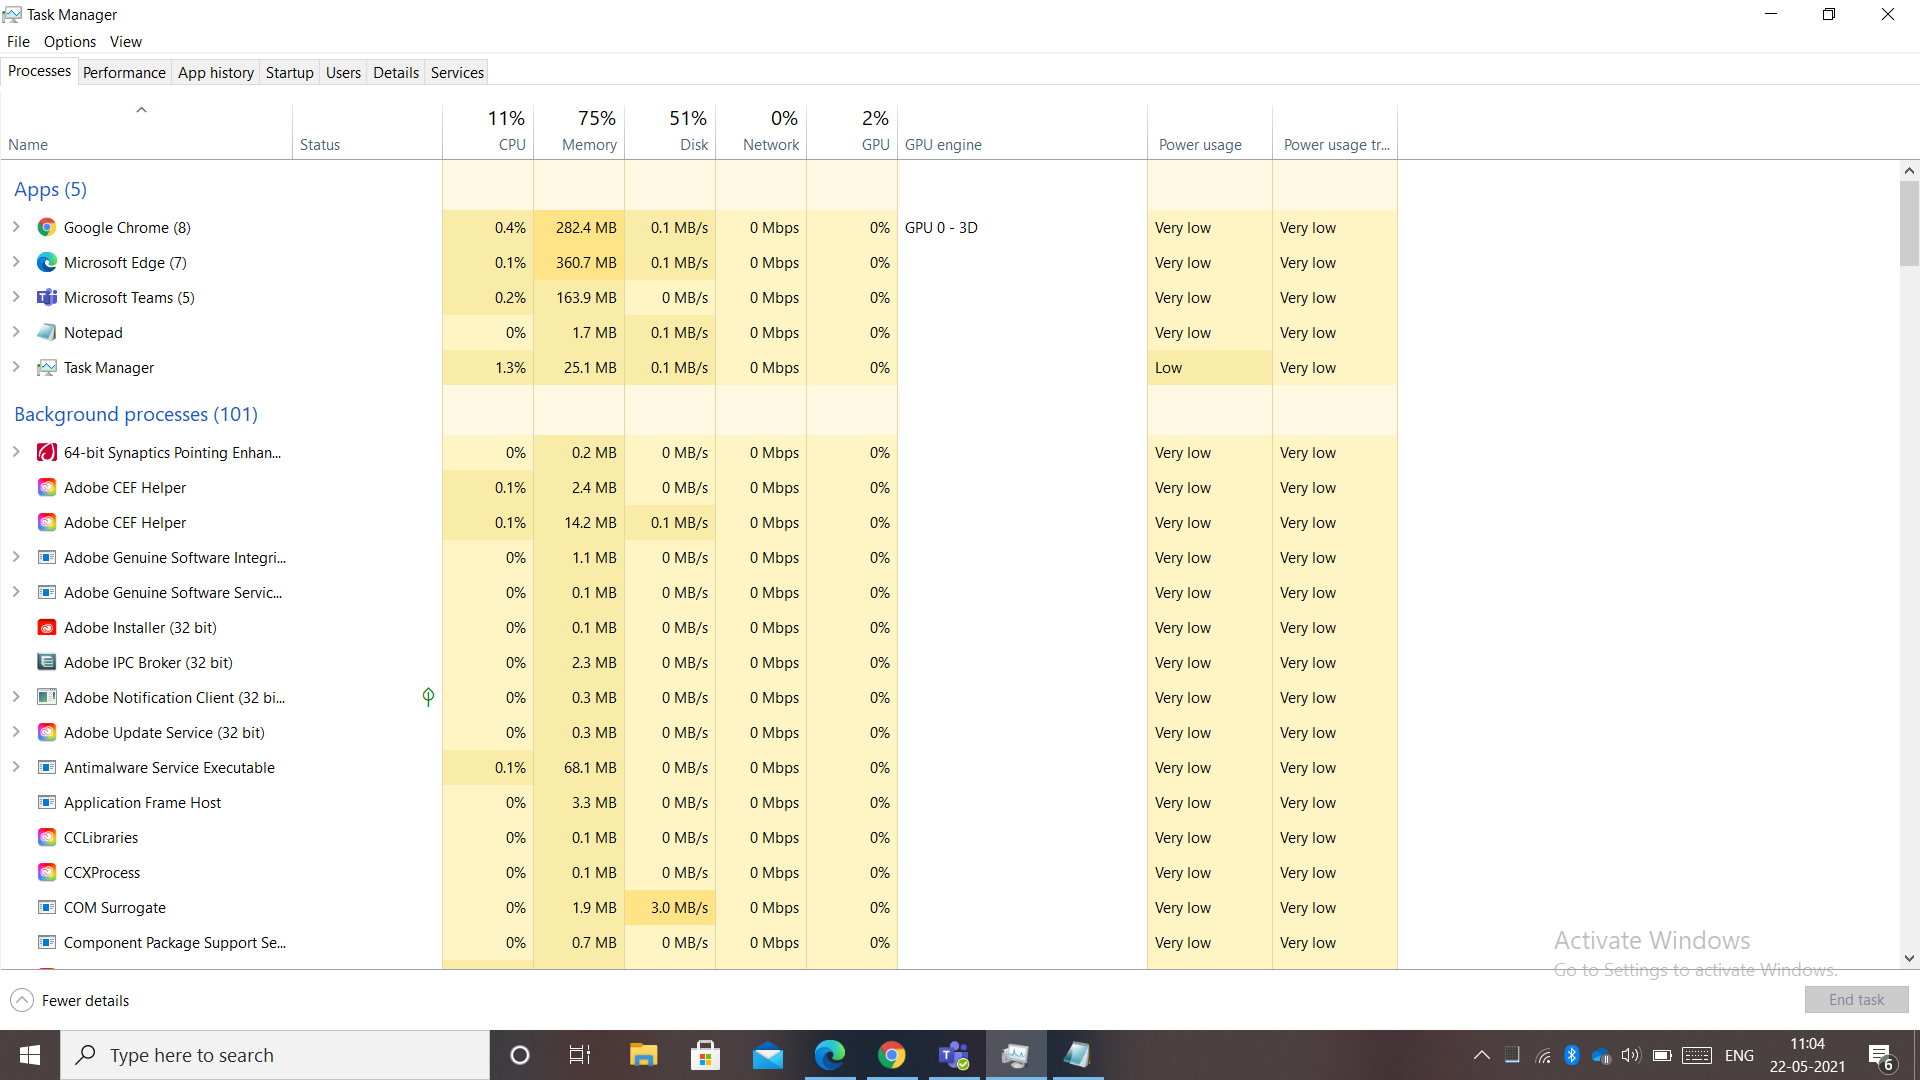 Task Manager
File Options View
Processes Performance App history Startup Users Details Services
11% 75% 51% 0% 2%
Name Status CPU Memory Disk Network GPU GPU engine Power usage Power usage tr...
Apps (5)
Google Chrome (8) 0.4% 282.4 MB 0.1 MB/s 0 Mbps 0% GPU 0 - 3D Very low Very low
Microsoft Edge (7) 0.1% 360.7 MB 0.1 MB/s 0 Mbps 0% Very low Very low
Microsoft Teams (5) 0.2% 163.9 MB 0 MB/s 0 Mbps 0% Very low Very low
Notepad 0% 1.7 MB 0.1 MB/s 0 Mbps 0% Very low Very low
Task Manager 1.3% 25.1 MB 0.1 MB/s 0 Mbps 0% Low Very low
Background processes (101)
64-bit Synaptics Pointing Enhan... 0% 0.2 MB 0 MB/s 0 Mbps 0% Very low Very low
Adobe CEF Helper 0.1% 2.4 MB 0 MB/s 0 Mbps 0% Very low Very low
Adobe CEF Helper 0.1% 14.2 MB 0.1 MB/s 0 Mbps 0% Very low Very low
Adobe Genuine Software Integri... 0% 1.1 MB 0 MB/s 0 Mbps 0% Very low Very low
Adobe Genuine Software Servic... 0% 0.1 MB 0 MB/s 0 Mbps 0% Very low Very low
Adobe Installer (32 bit) 0% 0.1 MB 0 MB/s 0 Mbps 0% Very low Very low
Adobe IPC Broker (32 bit) 0% 2.3 MB 0 MB/s 0 Mbps 0% Very low Very low
Adobe Notification Client (32 bi... 0% 0.3 MB 0 MB/s 0 Mbps 0% Very low Very low
Adobe Update Service (32 bit) 0% 0.3 MB 0 MB/s 0 Mbps 0% Very low Very low
Antimalware Service Executable 0.1% 68.1 MB 0 MB/s 0 Mbps 0% Very low Very low
Application Frame Host 0% 3.3 MB 0 MB/s 0 Mbps 0% Very low Very low
CCLibraries 0% 0.1 MB 0 MB/s 0 Mbps 0% Very low Very low
CCXProcess 0% 0.1 MB 0 MB/s 0 Mbps 0% Very low Very low
COM Surrogate 0% 1.9 MB 3.0 MB/s 0 Mbps 0% Very low Very low
Component Package Support Se... 0% 0.7 MB 0 MB/s 0 Mbps 0% Very low Very low
Activate Windows
Go to Settings to activate Windows.
Fewer details
End task
Type here to search
ENG
11:04
22-05-2021
6